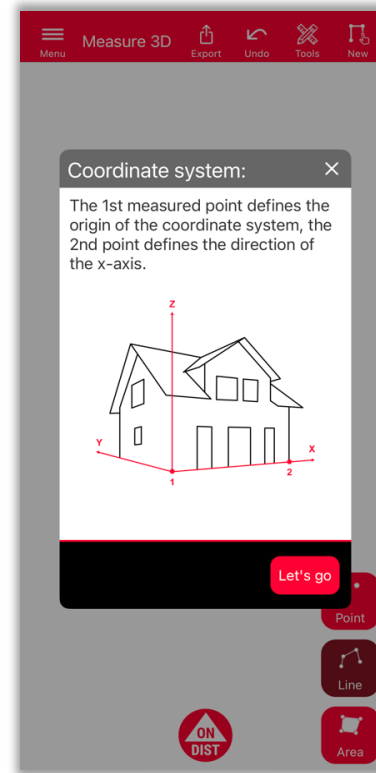 Menu
Measure 3D
Export
Undo
Tools
New
Coordinate system:
The 1st measured point defines the
origin of the coordinate system, the
2nd point defines the direction of
the x-axis.
Z
Y
X
1
2
Let's go
Point
Line
ON
DIST
Area